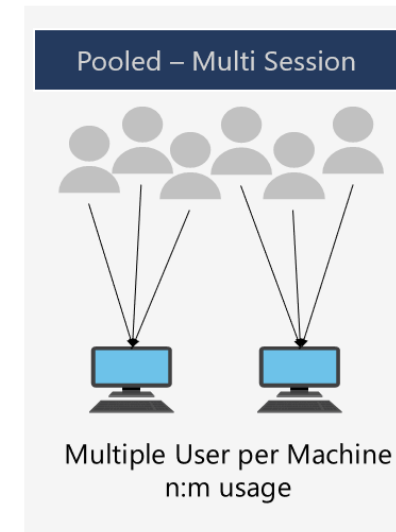 Pooled – Multi Session
Multiple User per Machine
n:m usage